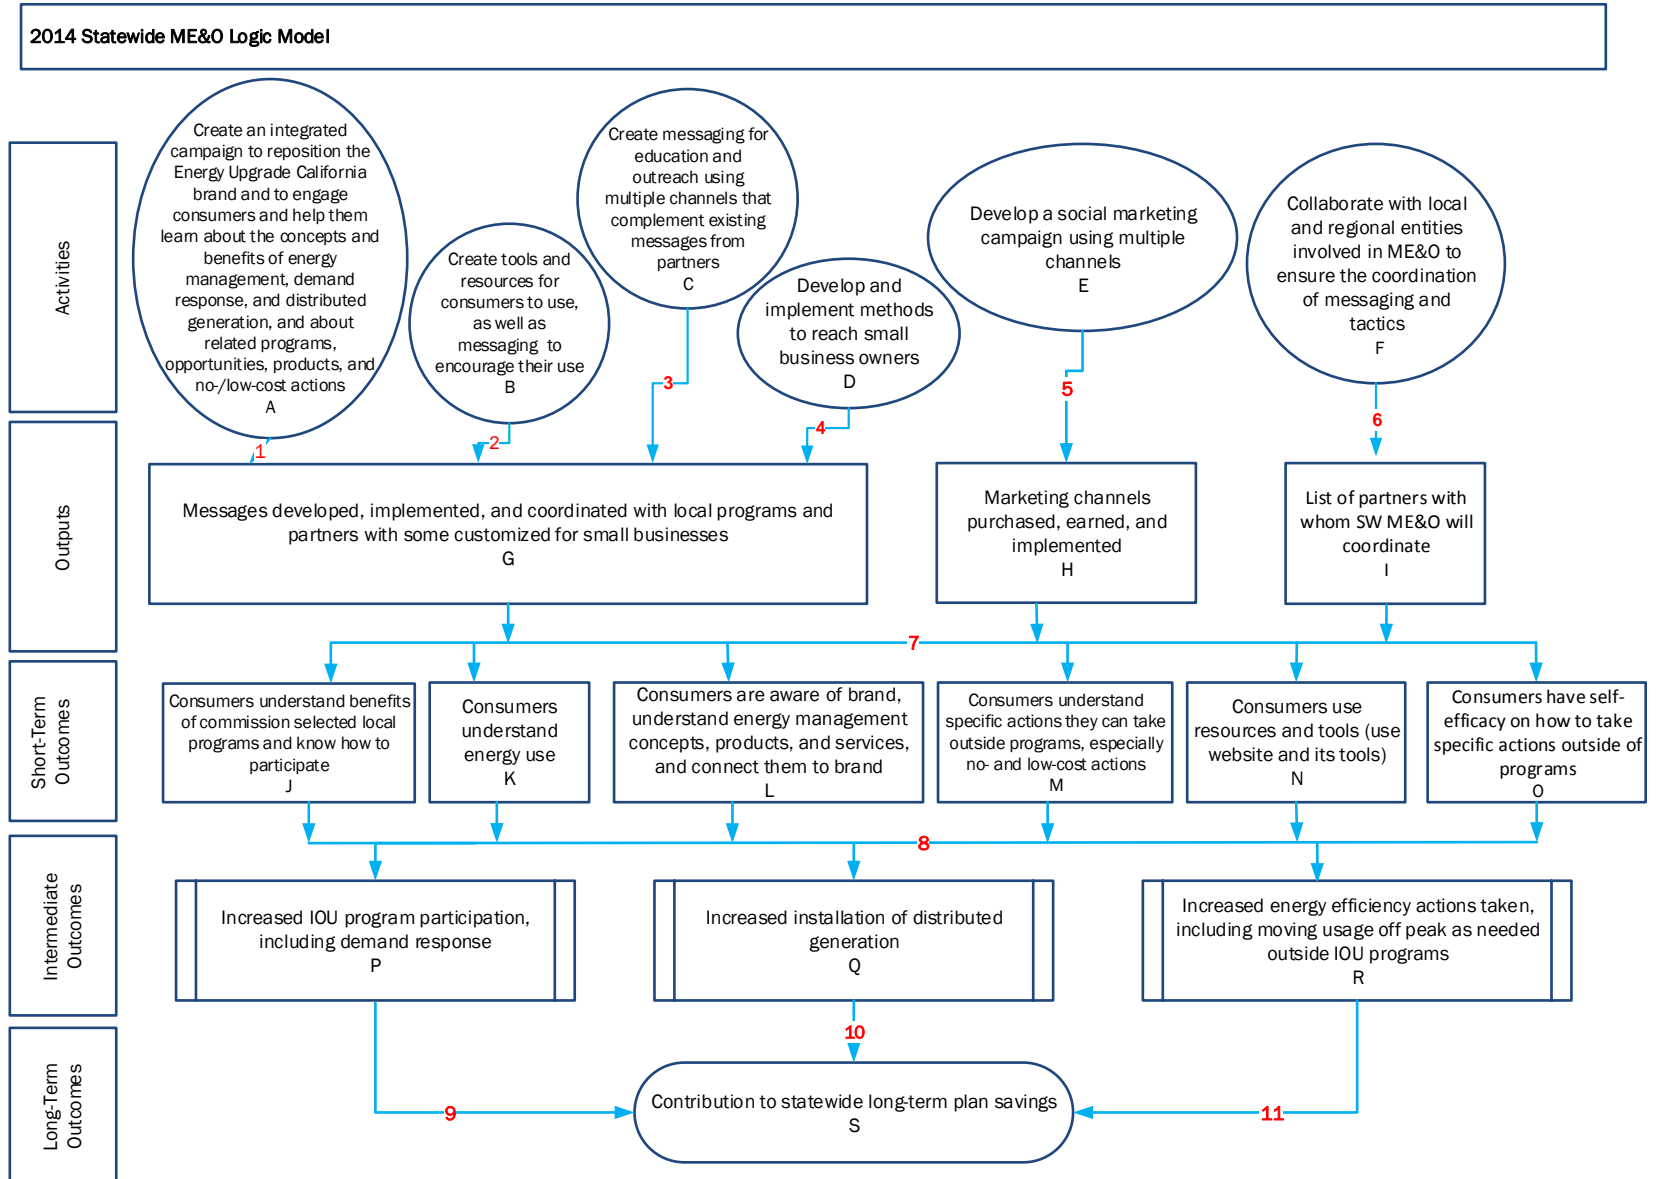 2014 Statewide ME&O Logic Model
Activities
Create an integrated
campaign to reposition the
Energy Upgrade California
brand and to engage
consumers and help them
learn about the concepts and
benefits of energy
management, demand
response, and distributed
generation, and about
related programs,
opportunities, products, and
no-/low-cost actions
A
Create tools and
resources for
consumers to use,
as well as
messaging to
encourage their use
B
Create messaging for
education and
outreach using
multiple channels that
complement existing
messages from
partners
C
Develop and
implement methods
to reach small
business owners
D
Develop a social marketing
campaign using multiple
channels
E
Collaborate with local
and regional entities
involved in ME&O to
ensure the coordination
of messaging and
tactics
F
1
2
3
4
5
6
Outputs
Messages developed, implemented, and coordinated with local programs and
partners with some customized for small businesses
G
Marketing channels
purchased, earned, and
implemented
H
List of partners with
whom SW ME&O will
coordinate
I
7
Short-Term
Outcomes
Consumers understand benefits
of commission selected local
programs and know how to
participate
J
Consumers
understand
energy use
K
Consumers are aware of brand,
understand energy management
concepts, products, and services,
and connect them to brand
L
Consumers understand
specific actions they can take
outside programs, especially
no- and low-cost actions
M
Consumers use
resources and tools (use
website and its tools)
N
Consumers have self-
efficacy on how to take
specific actions outside of
programs
O
8
Intermediate
Outcomes
Increased IOU program participation,
including demand response
P
Increased installation of distributed
generation
Q
Increased energy efficiency actions taken,
including moving usage off peak as needed
outside IOU programs
R
9
10
11
Long-Term
Outcomes
Contribution to statewide long-term plan savings
S